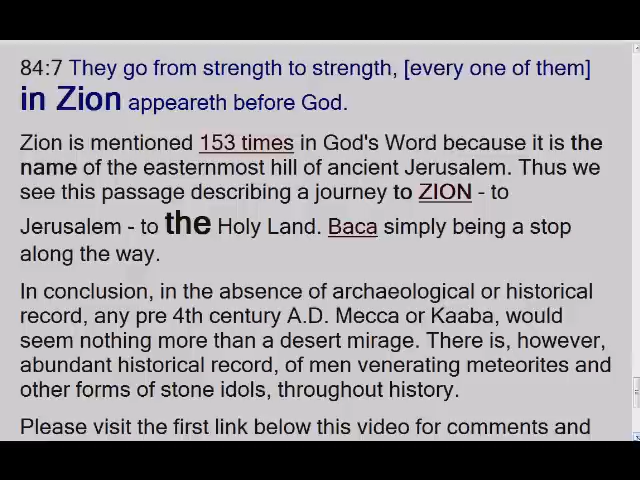 84:7 They go from strength to strength, [every one of them]
in Zion appeareth before God.
Zion is mentioned 153 times in God's Word because it is the
name of the easternmost hill of ancient Jerusalem. Thus we
see this passage describing a journey to ZION - to
Jerusalem - to the Holy Land. Baca simply being a stop
along the way.
In conclusion, in the absence of archaeological or historical
record, any pre 4th century A.D. Mecca or Kaaba, would
seem nothing more than a desert mirage. There is, however,
abundant historical record, of men venerating meteorites and
other forms of stone idols, throughout history.
Please visit the first link below this video for comments and